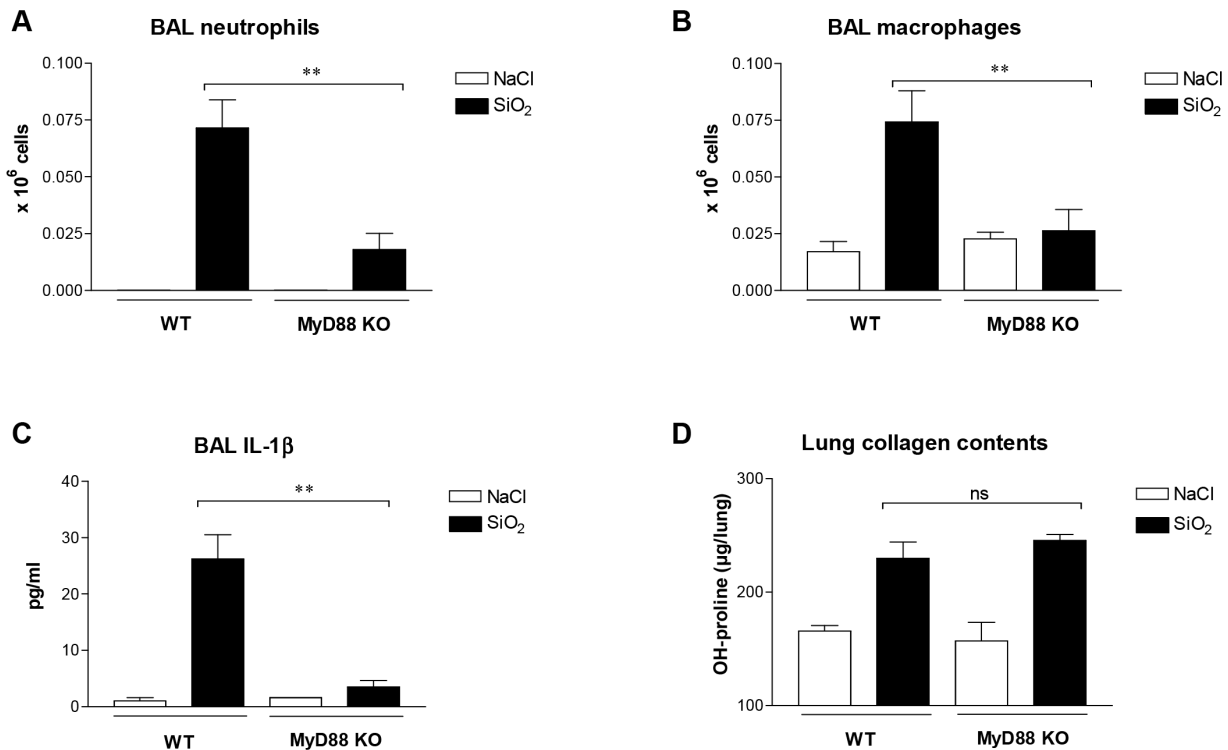 A
BAL neutrophils
0.100
0.075
0.050
0.025
0.000
x 10⁶ cells
**
NaCl
SiO₂
WT
MyD88 KO
B
BAL macrophages
0.100
0.075
0.050
0.025
0.000
x 10⁶ cells
**
NaCl
SiO₂
WT
MyD88 KO
C
BAL IL-1β
40
30
20
10
0
pg/ml
**
NaCl
SiO₂
WT
MyD88 KO
D
Lung collagen contents
300
200
100
OH-proline (µg/lung)
ns
NaCl
SiO₂
WT
MyD88 KO